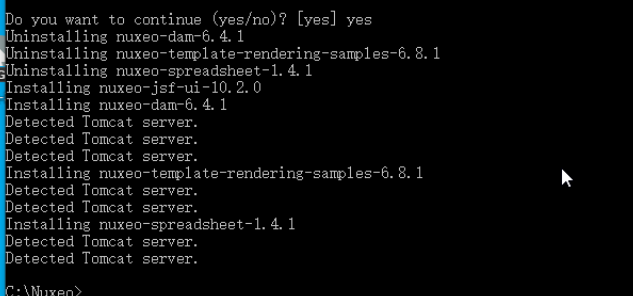 Do you want to continue (yes/no)? [yes] yes
Uninstalling nuxeo-dam-6.4.1
Uninstalling nuxeo-template-rendering-samples-6.8.1
Uninstalling nuxeo-spreadsheet-1.4.1
Installing nuxeo-jsf-ui-10.2.0
Installing nuxeo-dam-6.4.1
Detected Tomcat server.
Detected Tomcat server.
Detected Tomcat server.
Installing nuxeo-template-rendering-samples-6.8.1
Detected Tomcat server.
Detected Tomcat server.
Installing nuxeo-spreadsheet-1.4.1
Detected Tomcat server.
Detected Tomcat server.
C:\Nuxeo>